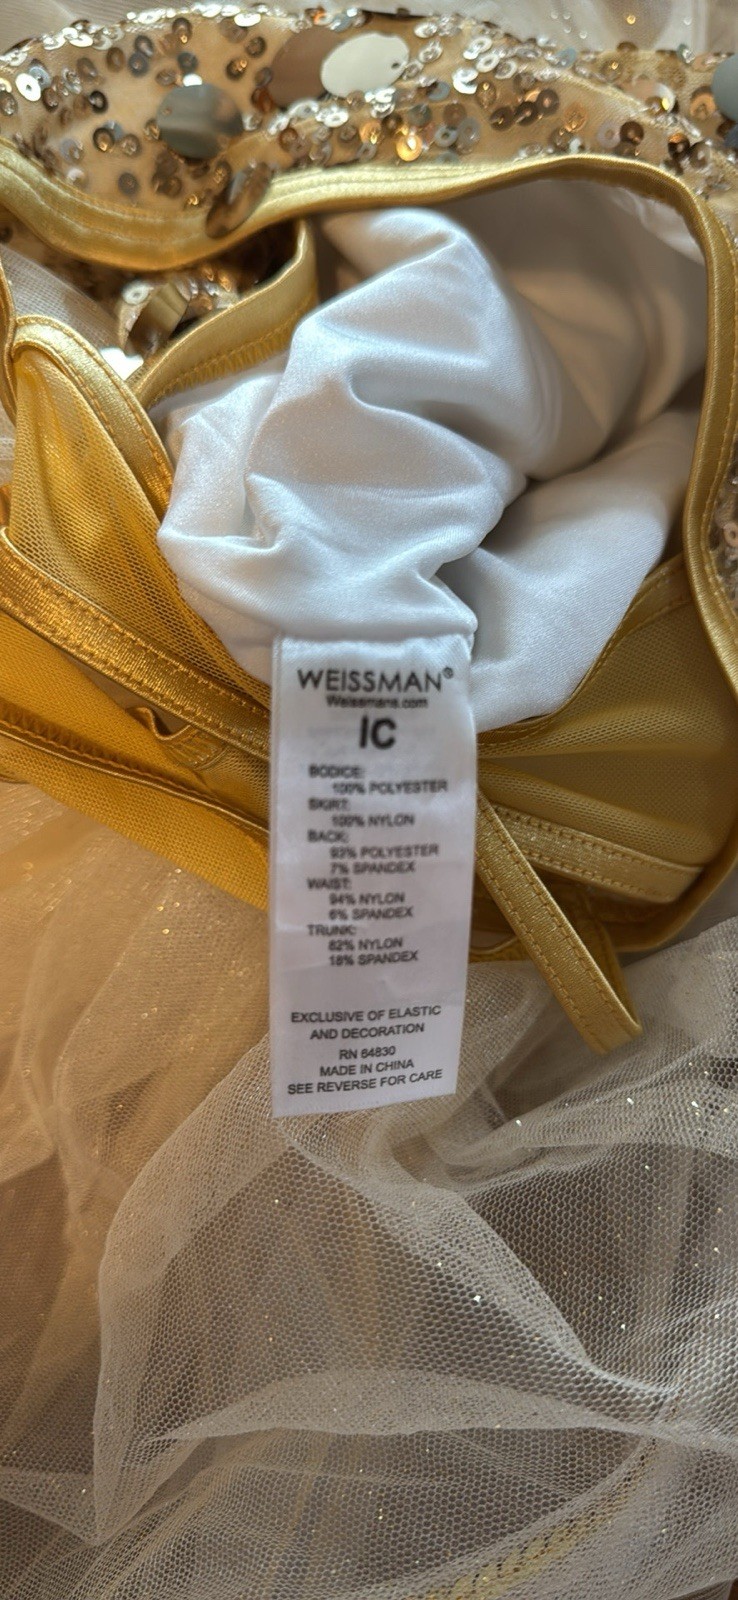 WEISSMAN®
Weissmans.com
IC
BODICE:
100% POLYESTER
SKIRT:
100% NYLON
BACK:
93% POLYESTER
7% SPANDEX
WAIST:
94% NYLON
6% SPANDEX
TRUNK:
82% NYLON
18% SPANDEX
EXCLUSIVE OF ELASTIC
AND DECORATION
RN 64830
MADE IN CHINA
SEE REVERSE FOR CARE